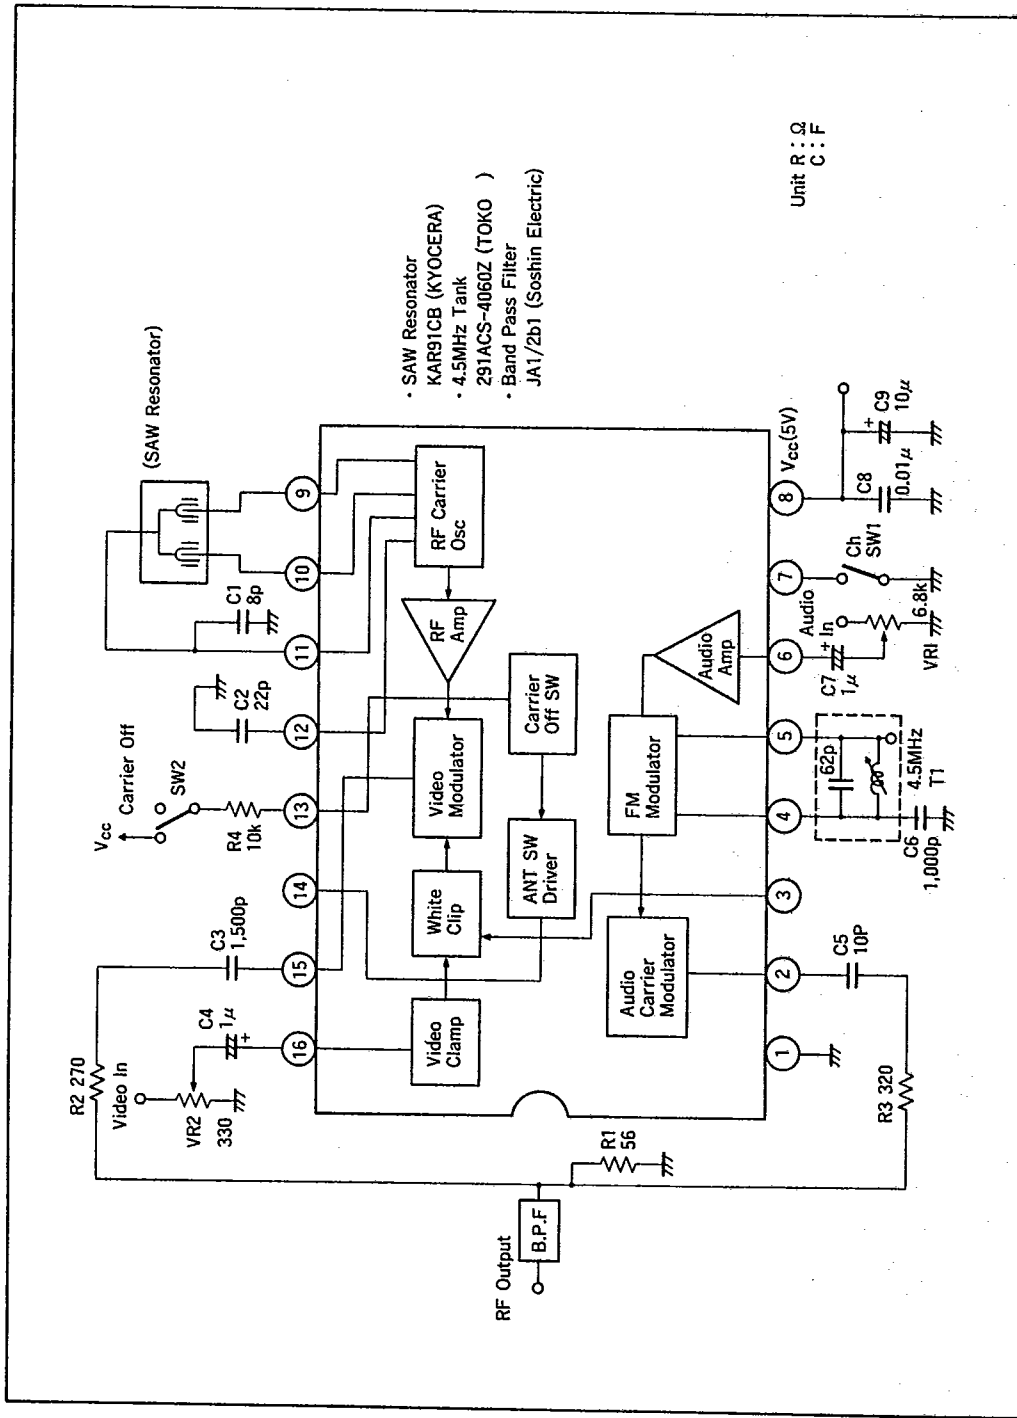 (SAW Resonator)
C1
8p
C2
22p
Carrier Off
Vcc
SW2
R4
10k
C3
1,500p
C4
1μ
+
R2 270
Video In
VR2
330
16
15
14
13
12
11
10
9
Video
Clamp
White
Clip
Video
Modulator
RF
Amp
RF Carrier
Osc
ANT SW
Driver
Carrier
Off SW
Audio
Carrier
Modulator
FM
Modulator
Audio
Amp
1
2
3
4
5
6
7
8
Vcc(5V)
RF Output
B.P.F
R1
56
R3 320
C5
10P
C6
1,000p
62p
4.5MHz
T1
C7
1μ
+
Audio
In
VR1
6.8k
Ch
SW1
C8
0.01μ
+
C9
10μ
· SAW Resonator
KAR91CB (KYOCERA)
· 4.5MHz Tank
291ACS-4060Z (TOKO )
· Band Pass Filter
JA1/2b1 (Soshin Electric)
Unit R : Ω
C : F